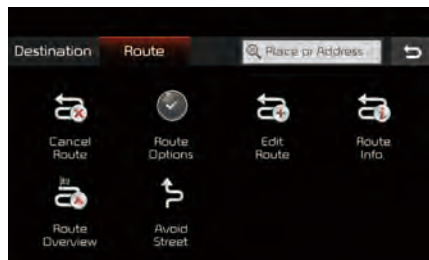 Destination
Route
Place or Address
Cancel
Route
Route
Options
Edit
Route
Route
Info.
Route
Overview
Avoid
Street